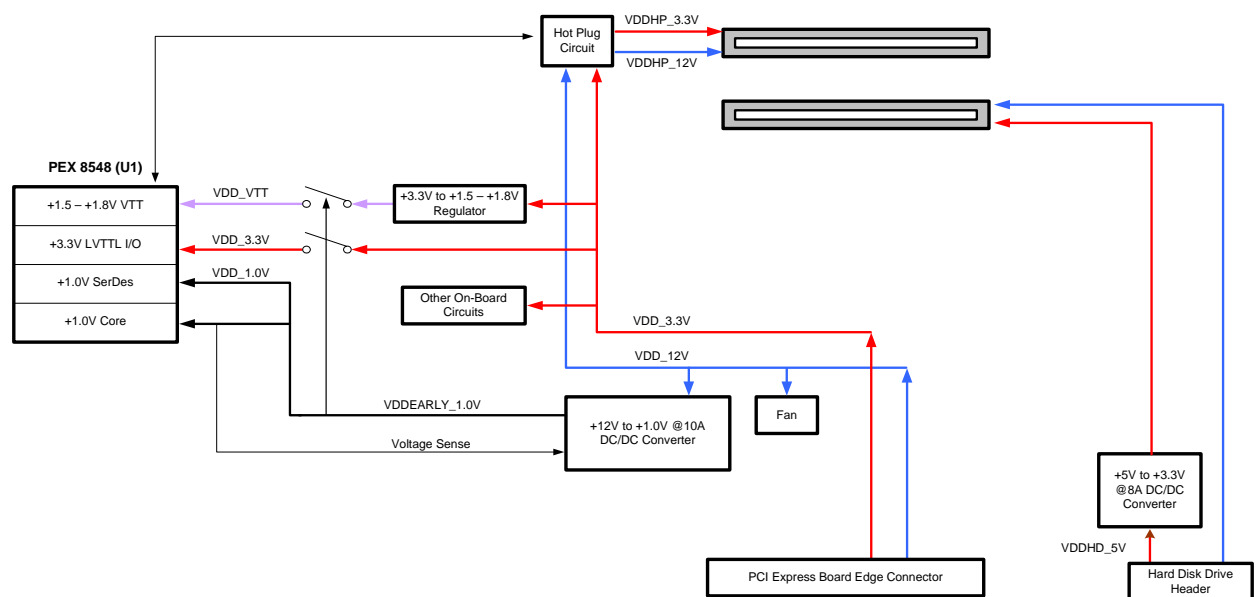 VDDHP_3.3V
Hot Plug
Circuit
VDDHP_12V
PEX 8548 (U1)
VDD_VTT
+3.3V to +1.5 – +1.8V
Regulator
+1.5 – +1.8V VTT
VDD_3.3V
+3.3V LVTTL I/O
VDD_1.0V
+1.0V SerDes
Other On-Board
Circuits
+1.0V Core
VDD_3.3V
VDD_12V
VDDEARLY_1.0V
Fan
+12V to +1.0V @10A
DC/DC Converter
Voltage Sense
+5V to +3.3V
@8A DC/DC
Converter
VDDHD_5V
PCI Express Board Edge Connector
Hard Disk Drive
Header